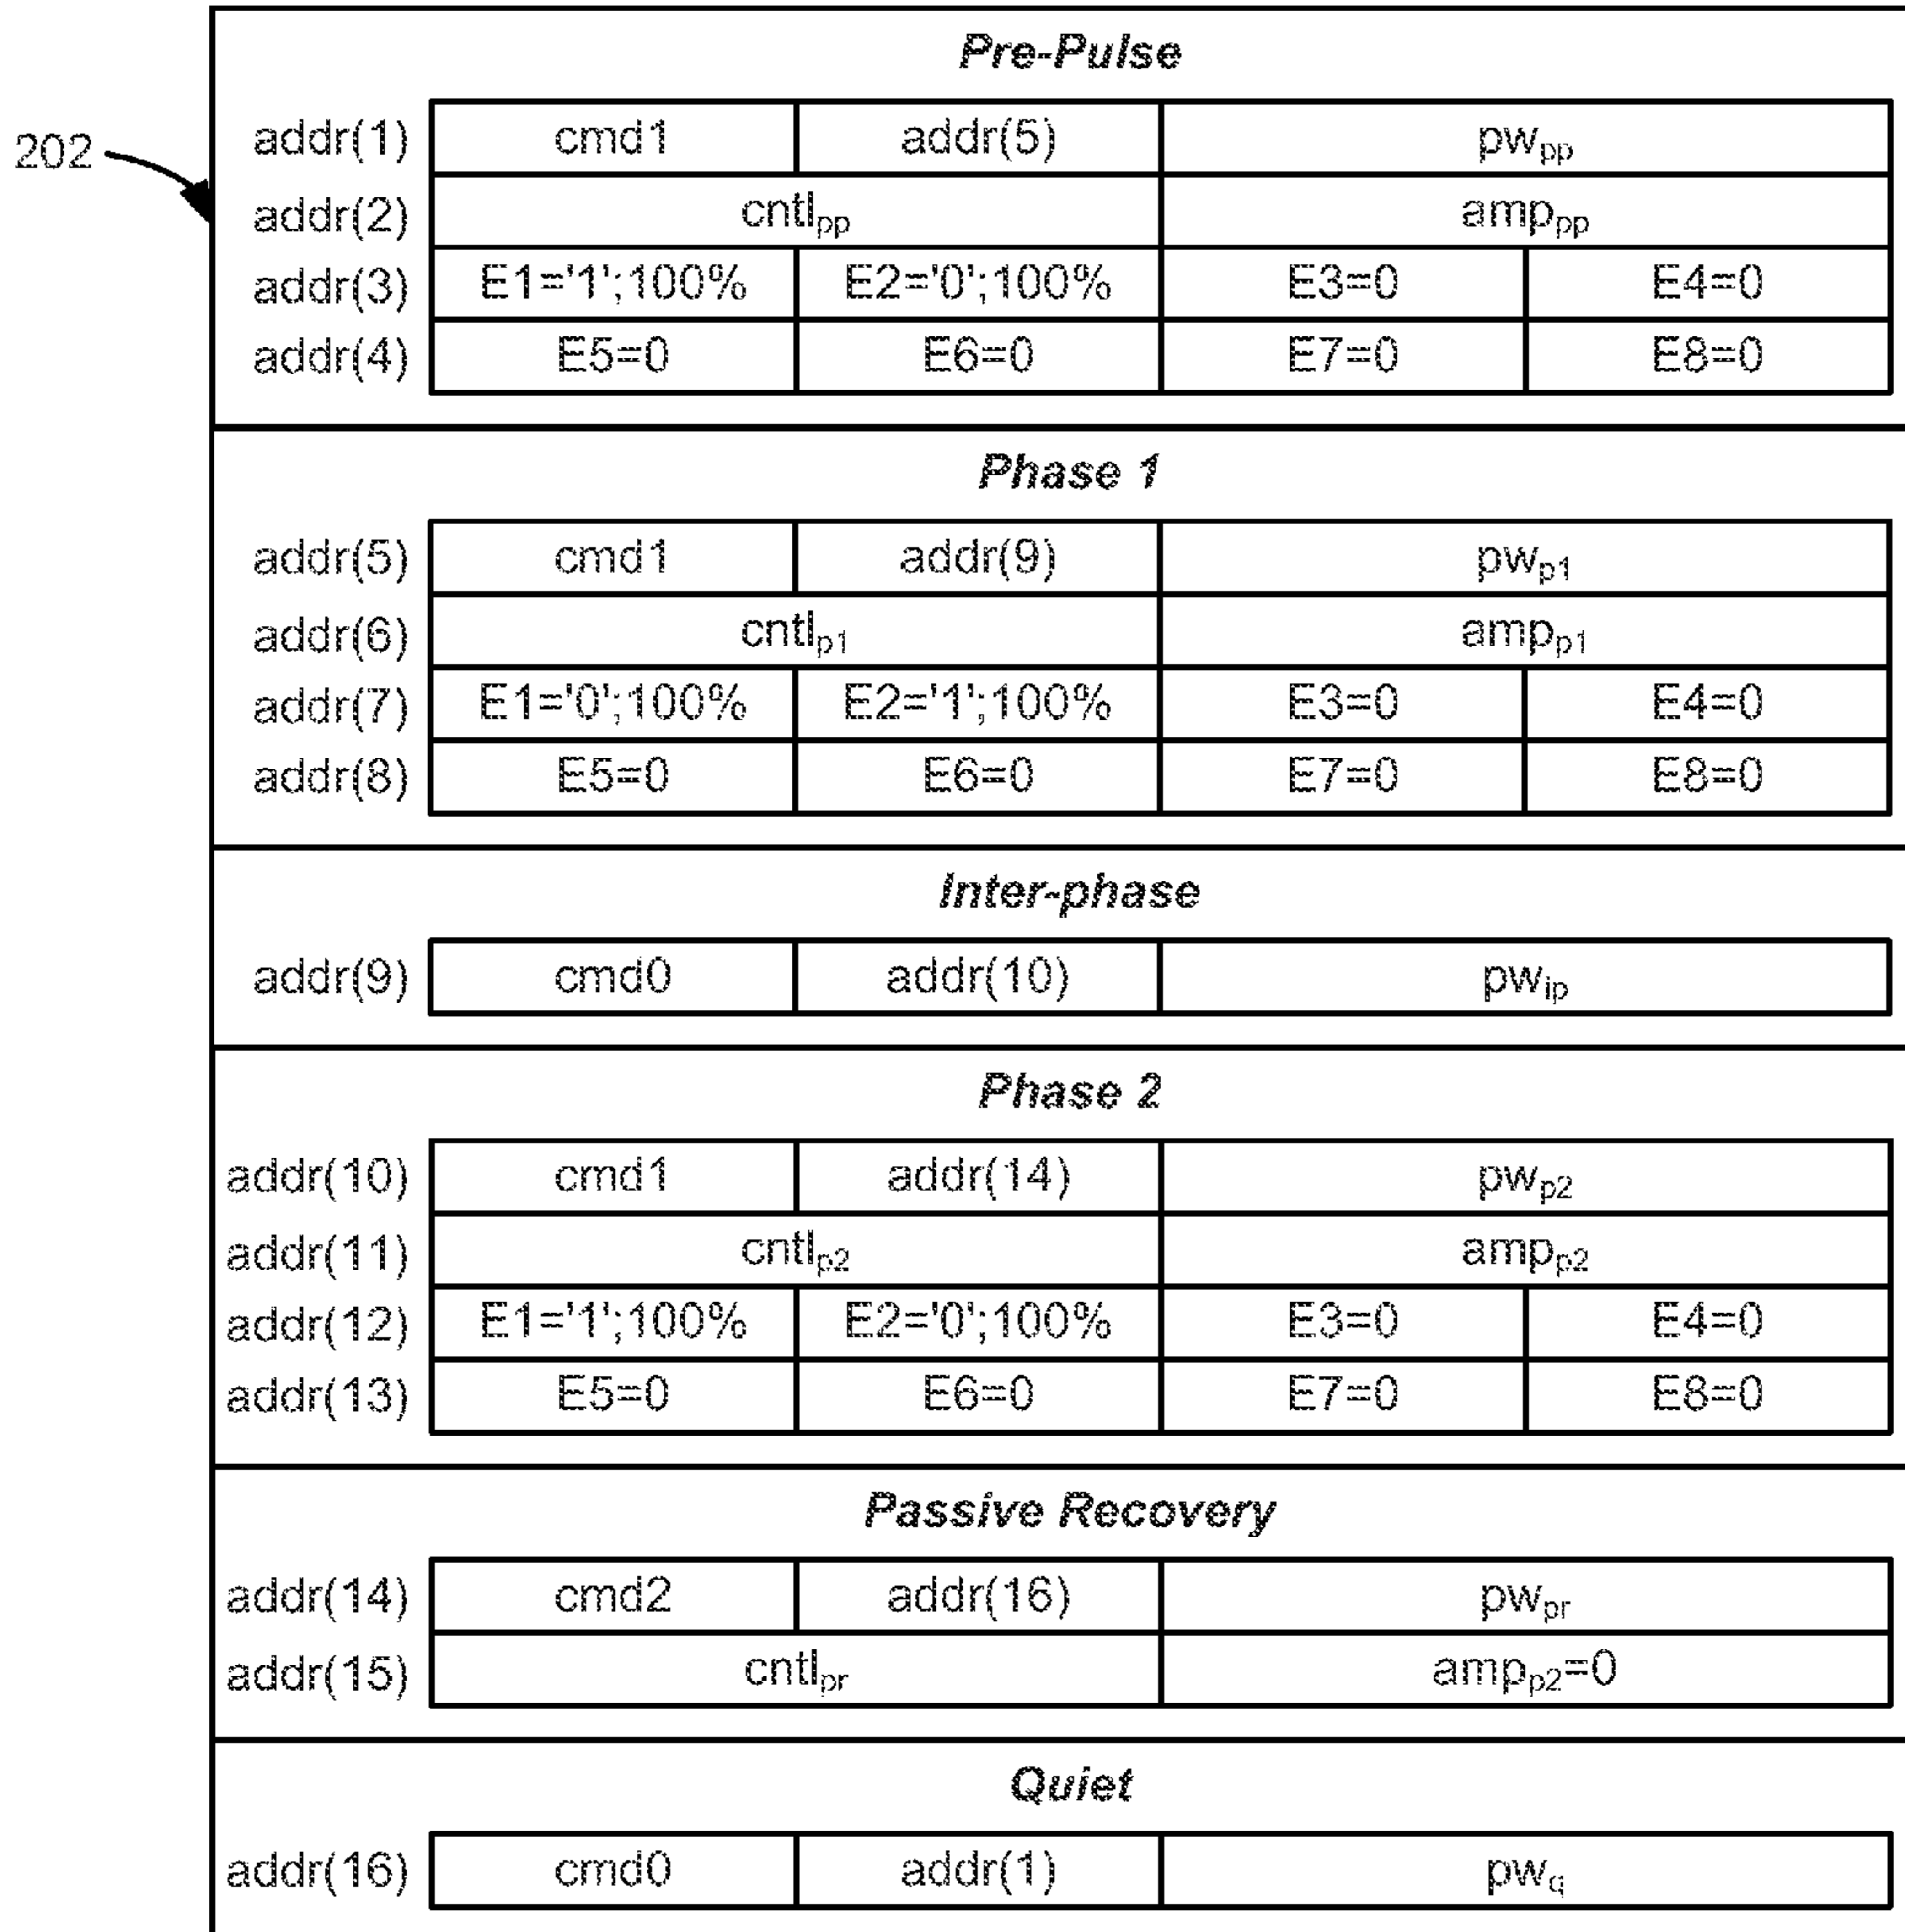 Pre-Pulse
202
addr(1) cmd1 addr(5) pwpp
addr(2) cntlpp amppp
addr(3) E1='1';100% E2='0';100% E3=0 E4=0
addr(4) E5=0 E6=0 E7=0 E8=0
Phase 1
addr(5) cmd1 addr(9) pwp1
addr(6) cntlp1 ampp1
addr(7) E1='0';100% E2='1';100% E3=0 E4=0
addr(8) E5=0 E6=0 E7=0 E8=0
Inter-phase
addr(9) cmd0 addr(10) pwip
Phase 2
addr(10) cmd1 addr(14) pwp2
addr(11) cntlp2 ampp2
addr(12) E1='1';100% E2='0';100% E3=0 E4=0
addr(13) E5=0 E6=0 E7=0 E8=0
Passive Recovery
addr(14) cmd2 addr(16) pwpr
addr(15) cntlpr ampp2=0
Quiet
addr(16) cmd0 addr(1) pwq